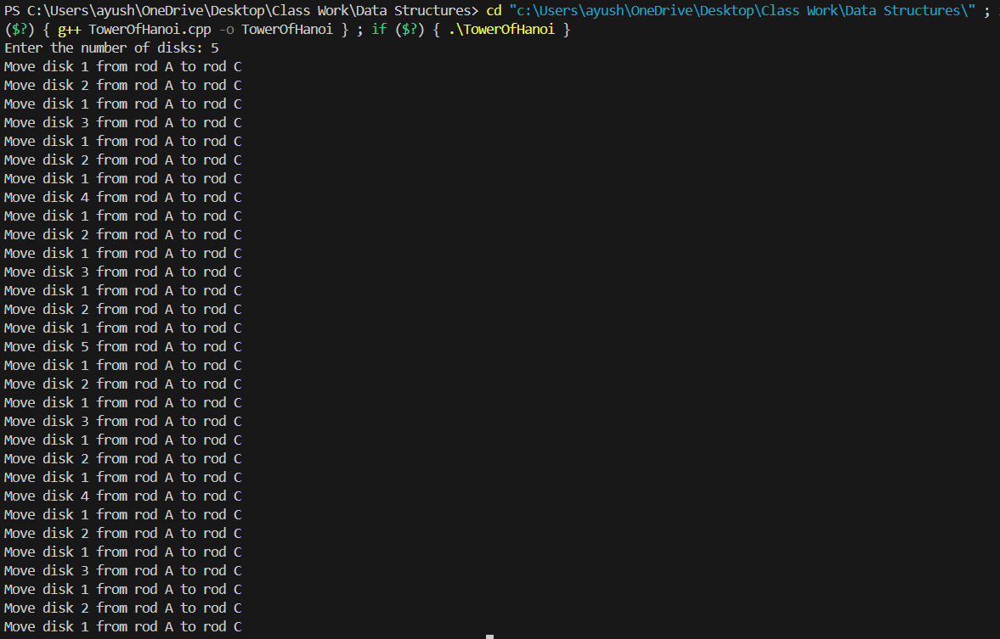 PS C:\Users\ayush\OneDrive\Desktop\Class Work\Data Structures> cd "c:\Users\ayush\OneDrive\Desktop\Class Work\Data Structures\" ;
($?) { g++ TowerOfHanoi.cpp -o TowerOfHanoi } ; if ($?) { .\TowerOfHanoi }
Enter the number of disks: 5
Move disk 1 from rod A to rod C
Move disk 2 from rod A to rod C
Move disk 1 from rod A to rod C
Move disk 3 from rod A to rod C
Move disk 1 from rod A to rod C
Move disk 2 from rod A to rod C
Move disk 1 from rod A to rod C
Move disk 4 from rod A to rod C
Move disk 1 from rod A to rod C
Move disk 2 from rod A to rod C
Move disk 1 from rod A to rod C
Move disk 3 from rod A to rod C
Move disk 1 from rod A to rod C
Move disk 2 from rod A to rod C
Move disk 1 from rod A to rod C
Move disk 5 from rod A to rod C
Move disk 1 from rod A to rod C
Move disk 2 from rod A to rod C
Move disk 1 from rod A to rod C
Move disk 3 from rod A to rod C
Move disk 1 from rod A to rod C
Move disk 2 from rod A to rod C
Move disk 1 from rod A to rod C
Move disk 4 from rod A to rod C
Move disk 1 from rod A to rod C
Move disk 2 from rod A to rod C
Move disk 1 from rod A to rod C
Move disk 3 from rod A to rod C
Move disk 1 from rod A to rod C
Move disk 2 from rod A to rod C
Move disk 1 from rod A to rod C